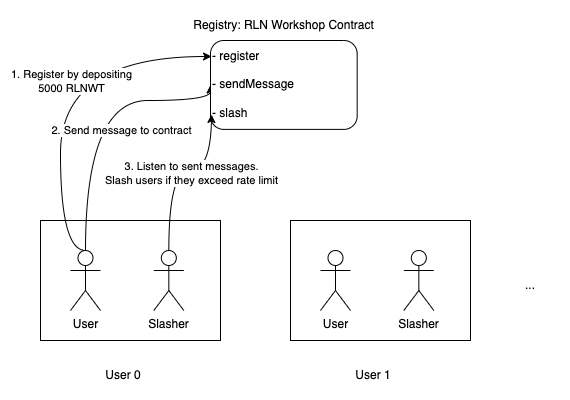 Registry: RLN Workshop Contract
- register
- sendMessage
- slash
1. Register by depositing
5000 RLNWT
2. Send message to contract
3. Listen to sent messages.
Slash users if they exceed rate limit
User
Slasher
User
Slasher
...
User 0
User 1